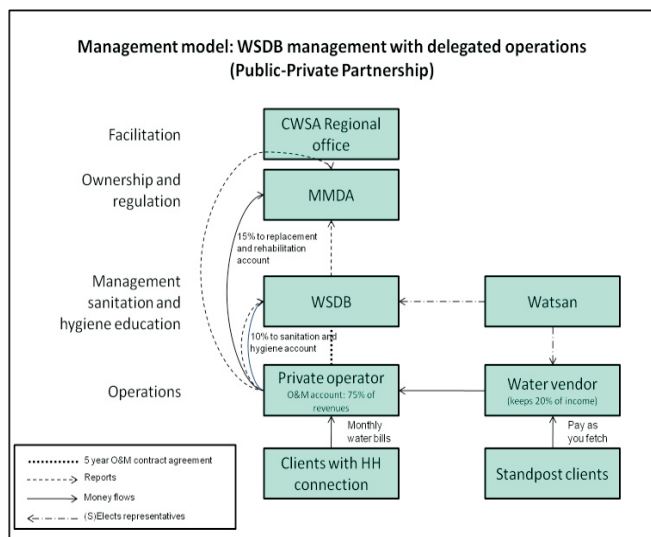 Management model: WSDB management with delegated operations
(Public-Private Partnership)
Facilitation
CWSA Regional
office
Ownership and
regulation
MMDA
15% to replacement
and rehabilitation
account
Management
sanitation and
hygiene education
WSDB
Watsan
10% to sanitation and
hygiene account
Operations
Private operator
O&M account: 75% of
revenues
Water vendor
(keeps 20% of income)
Monthly
water bills
Pay as
you fetch
Clients with HH
connection
Standpost clients
5 year O&M contract agreement
Reports
Money flows
(S)Elects representatives